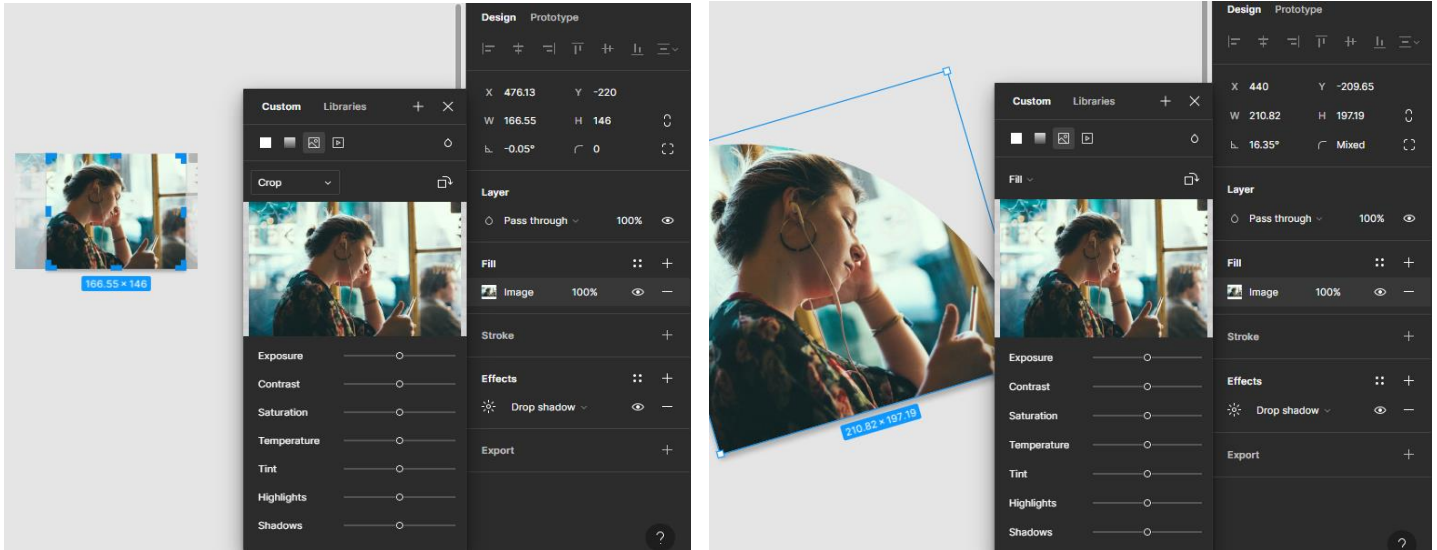 Design Prototype
X 476.13 Y -220
W 166.55 H 146
-0.05° 0
Layer
Pass through 100%
Fill
Image 100%
Stroke
Effects
Drop shadow
Export
?
Custom Libraries
Crop
Exposure
Contrast
Saturation
Temperature
Tint
Highlights
Shadows
166.55 × 146
Design Prototype
X 440 Y -209.65
W 210.82 H 197.19
16.35° Mixed
Layer
Pass through 100%
Fill
Image 100%
Stroke
Effects
Drop shadow
Export
?
Custom Libraries
Fill
Exposure
Contrast
Saturation
Temperature
Tint
Highlights
Shadows
210.82 × 197.19